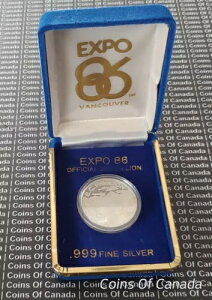 EXPO
86
VANCOUVER
EXPO 86
OFFICIAL MEDALLION
.999 FINE SILVER
Coins Of Canada